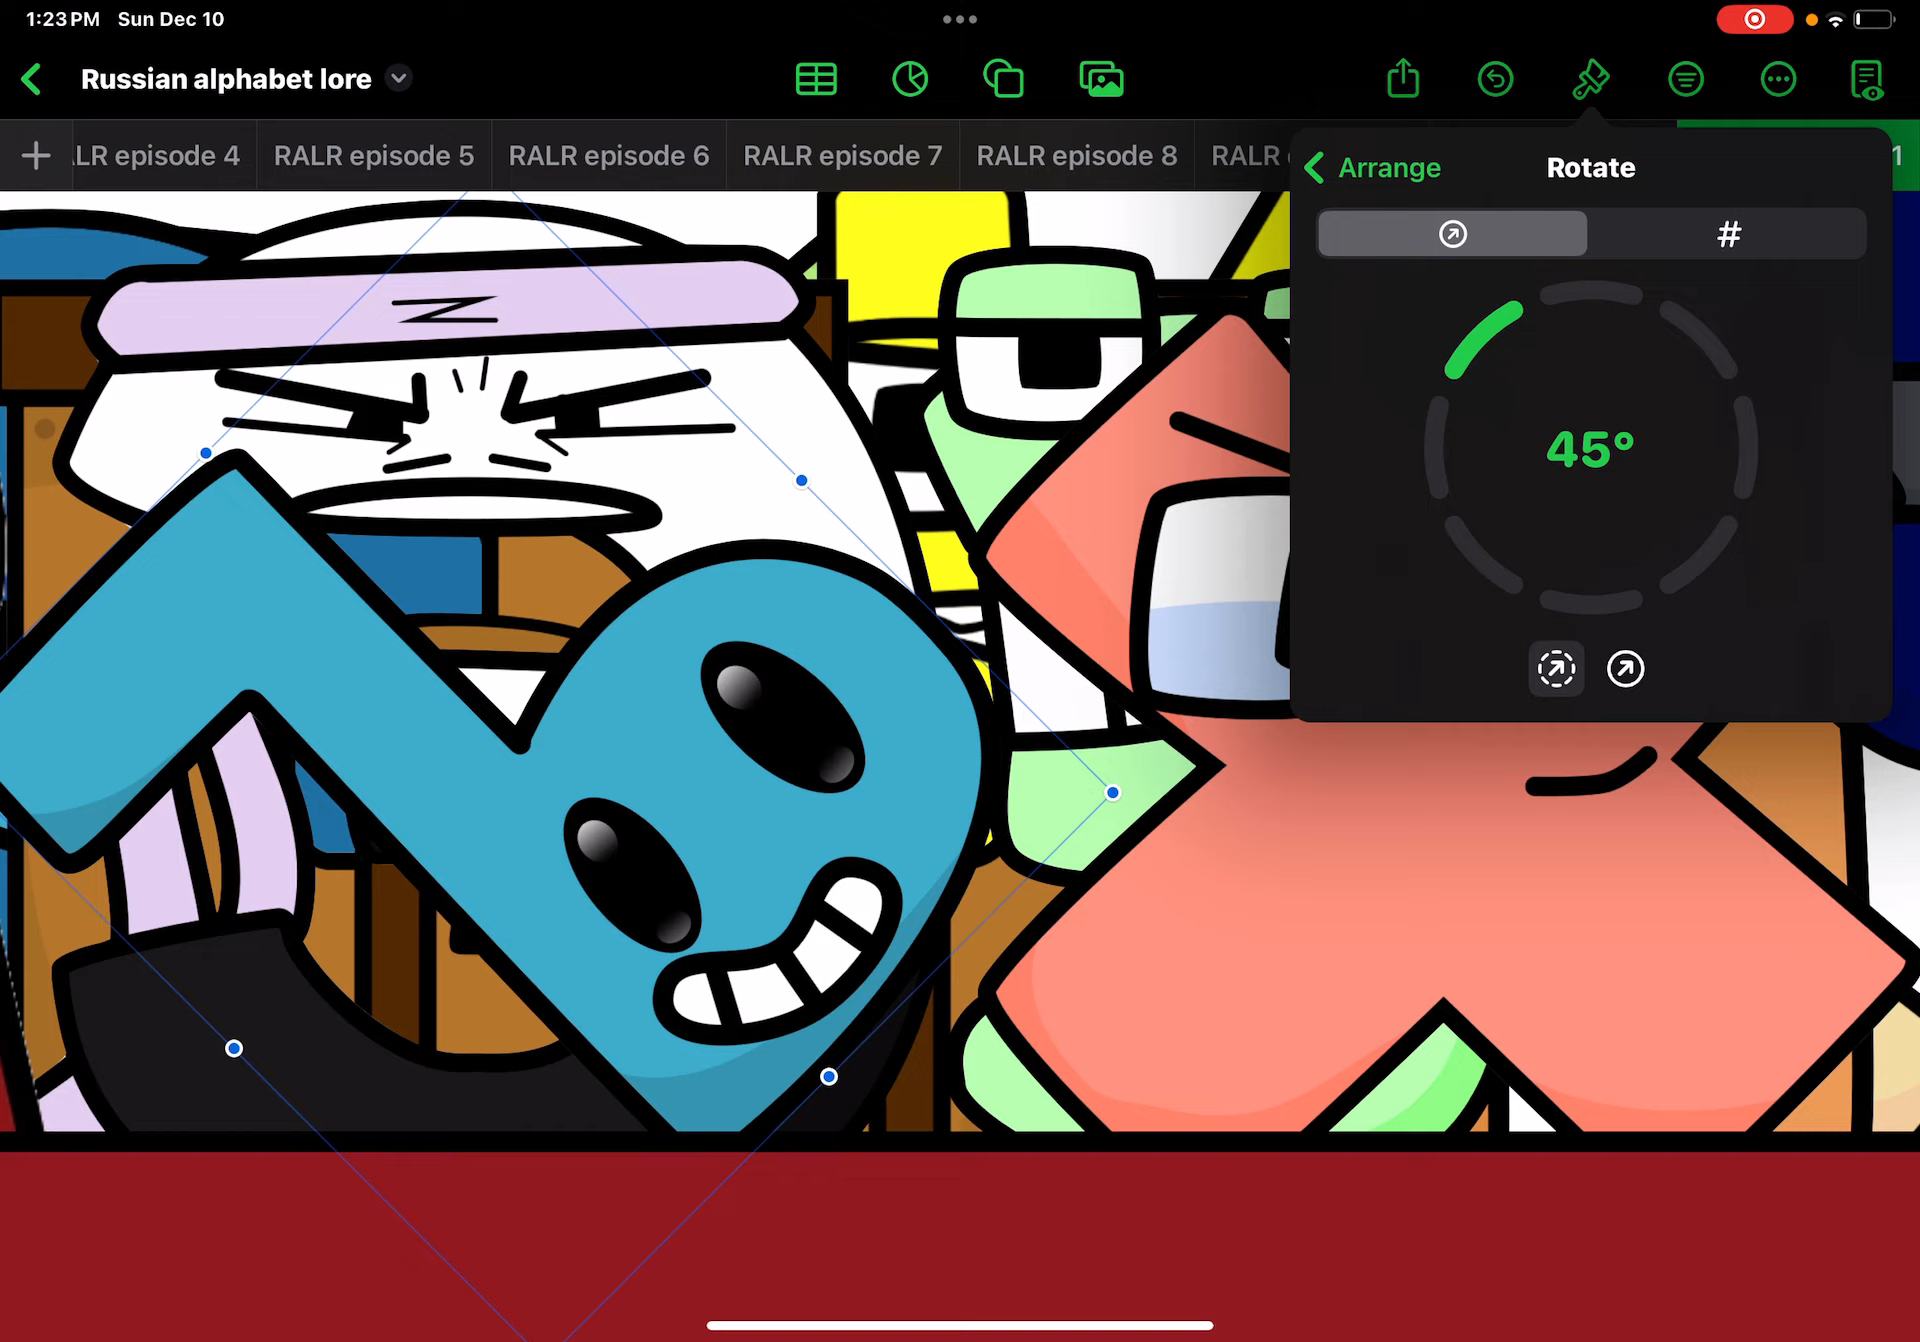 1:23 PM Sun Dec 10
Russian alphabet lore
LR episode 4 RALR episode 5 RALR episode 6 RALR episode 7 RALR episode 8 RALR 1
Arrange Rotate
#
45°